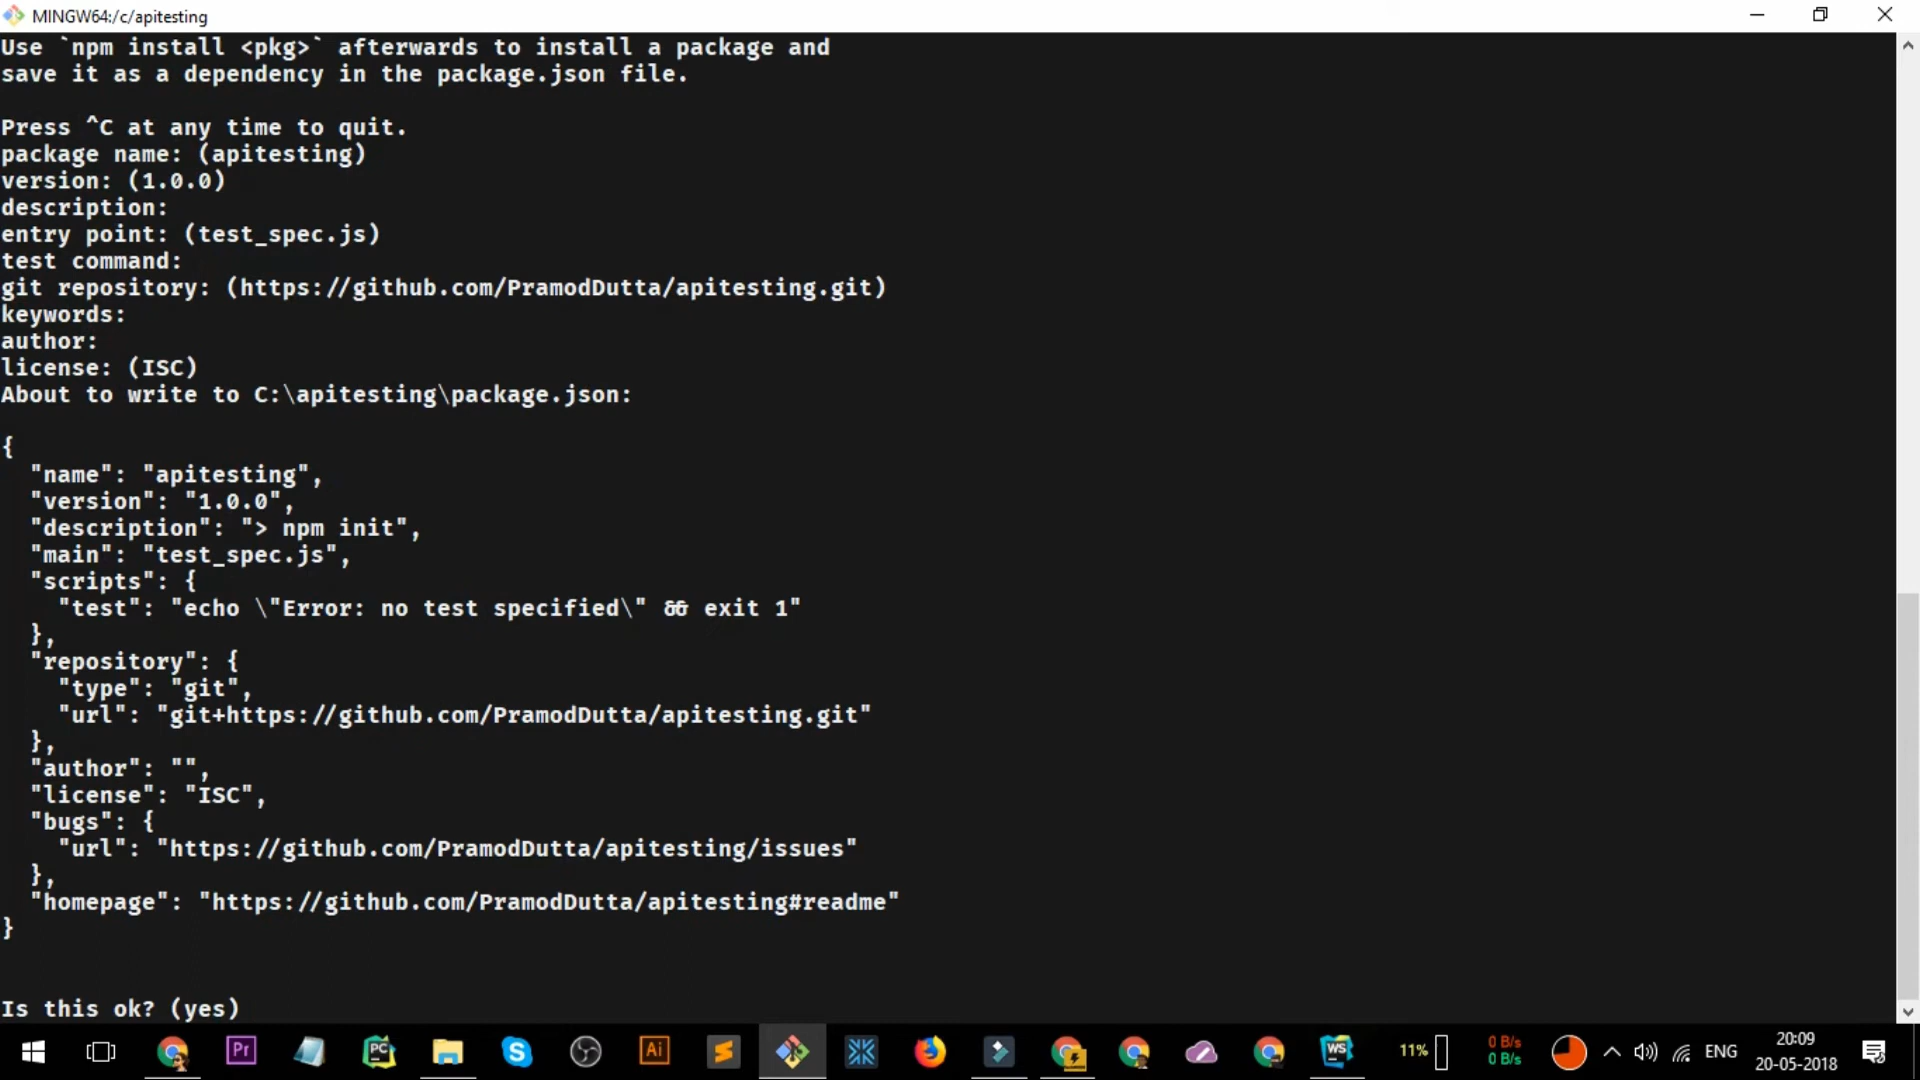 MINGW64:/c/apitesting
Use `npm install <pkg>` afterwards to install a package and
save it as a dependency in the package.json file.
Press ^C at any time to quit.
package name: (apitesting)
version: (1.0.0)
description:
entry point: (test_spec.js)
test command:
git repository: (https://github.com/PramodDutta/apitesting.git)
keywords:
author:
license: (ISC)
About to write to C:\apitesting\package.json:
{
"name": "apitesting",
"version": "1.0.0",
"description": "> npm init",
"main": "test_spec.js",
"scripts": {
"test": "echo \"Error: no test specified\" && exit 1"
},
"repository": {
"type": "git",
"url": "git+https://github.com/PramodDutta/apitesting.git"
},
"author": "",
"license": "ISC",
"bugs": {
"url": "https://github.com/PramodDutta/apitesting/issues"
},
"homepage": "https://github.com/PramodDutta/apitesting#readme"
}
Is this ok? (yes)
Pr
PC
S
Ai
WS
11%
0 B/s
0 B/s
ENG
20:09
20-05-2018